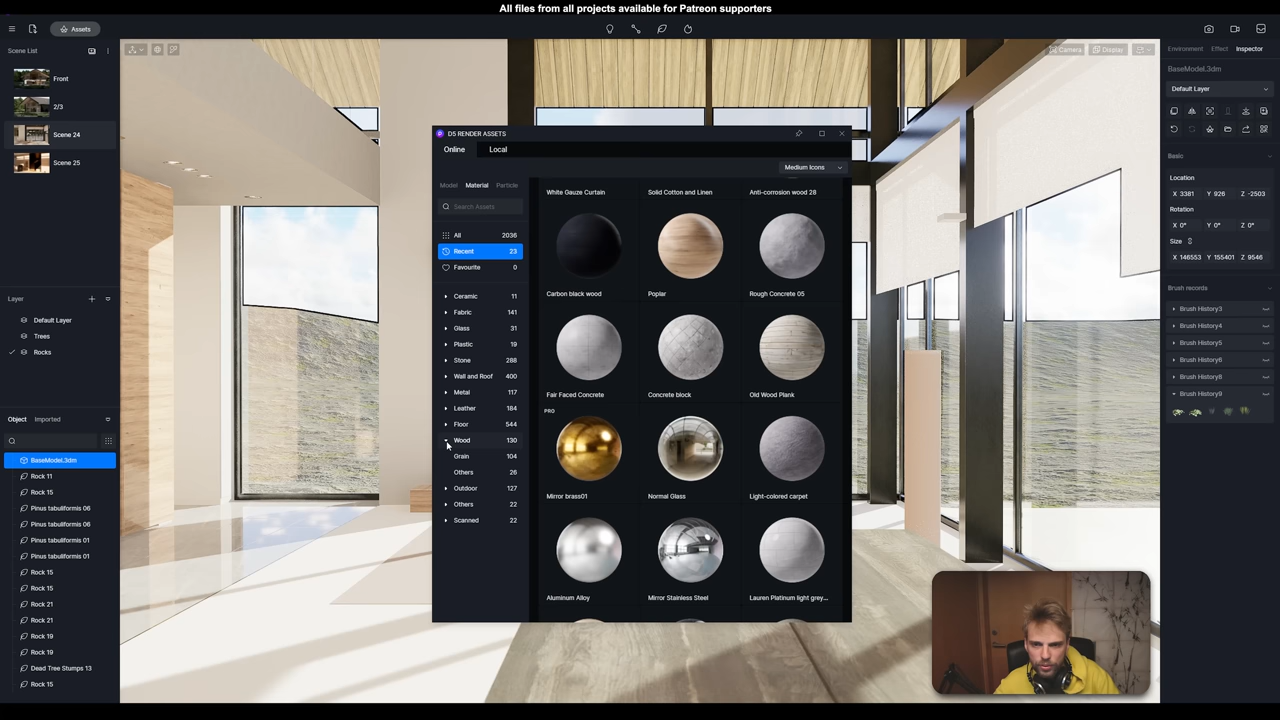 All files from all projects available for Patreon supporters
Assets
Scene List
Front
2/3
Scene 24
Scene 25
Layer
Default Layer
Trees
Rocks
Object
Imported
BaseModel.3dm
Rock 11
Rock 15
Pinus tabuliformis 06
Pinus tabuliformis 06
Pinus tabuliformis 01
Pinus tabuliformis 01
Rock 15
Rock 15
Rock 21
Rock 21
Rock 19
Rock 19
Dead Tree Stumps 13
Rock 15
Camera
Display
D5 RENDER ASSETS
Online
Local
Medium Icons
Model
Material
Particle
Search Assets
All 2036
Recent 23
Favourite 0
Ceramic 11
Fabric 141
Glass 31
Plastic 19
Stone 288
Wall and Roof 400
Metal 117
Leather 184
Floor 544
Wood 130
Grain 104
Others 26
Outdoor 127
Others 22
Scanned 22
White Gauze Curtain
Solid Cotton and Linen
Anti-corrosion wood 28
Carbon black wood
Poplar
Rough Concrete 05
Fair Faced Concrete
Concrete block
Old Wood Plank
PRO
Mirror brass01
Normal Glass
Light-colored carpet
Aluminum Alloy
Mirror Stainless Steel
Lauren Platinum light grey...
Environment
Effect
Inspector
BaseModel.3dm
Default Layer
Basic
Location
X 3381 Y 926 Z -2503
Rotation
X 0° Y 0° Z 0°
Size
X 146553 Y 155401 Z 9546
Brush records
Brush History3
Brush History4
Brush History5
Brush History6
Brush History8
Brush History9